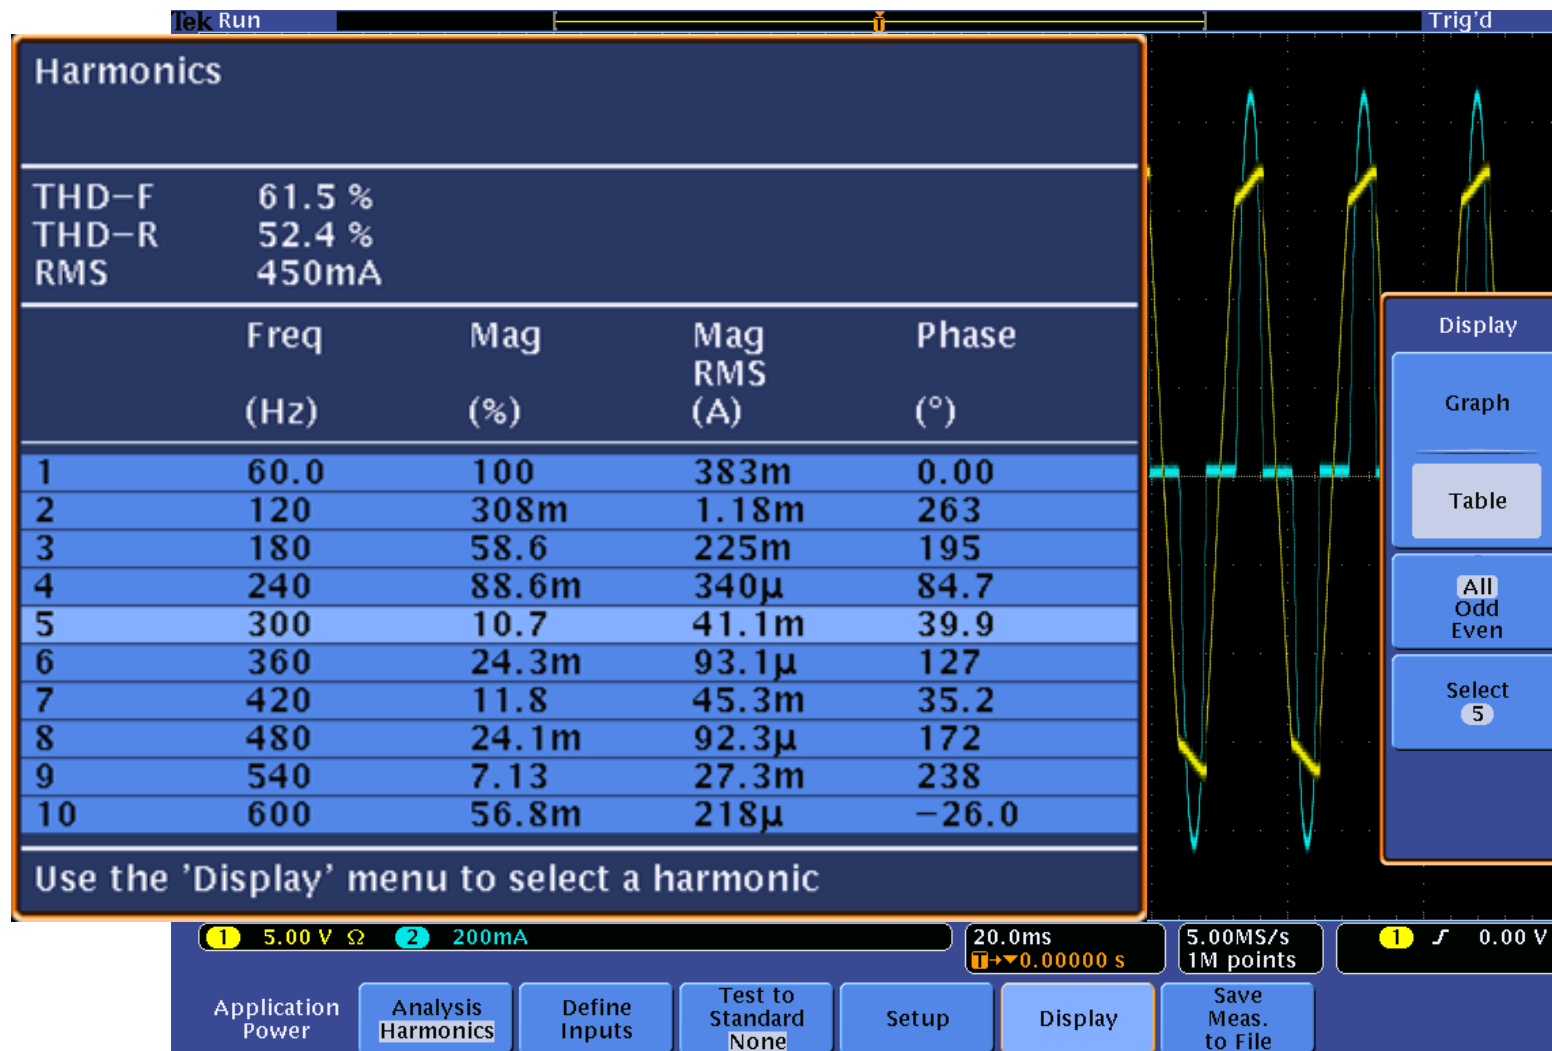 Tek Run Trig'd
Harmonics
THD−F 61.5 %
THD−R 52.4 %
RMS 450mA
Freq Mag Mag Phase
RMS
(Hz) (%) (A) (°)
1 60.0 100 383m 0.00
2 120 308m 1.18m 263
3 180 58.6 225m 195
4 240 88.6m 340µ 84.7
5 300 10.7 41.1m 39.9
6 360 24.3m 93.1µ 127
7 420 11.8 45.3m 35.2
8 480 24.1m 92.3µ 172
9 540 7.13 27.3m 238
10 600 56.8m 218µ −26.0
Use the 'Display' menu to select a harmonic
Display
Graph
Table
All
Odd
Even
Select
5
1 5.00 V Ω 2 200mA
20.0ms
T→▼0.00000 s
5.00MS/s
1M points
1 0.00 V
Application
Power
Analysis
Harmonics
Define
Inputs
Test to
Standard
None
Setup
Display
Save
Meas.
to File